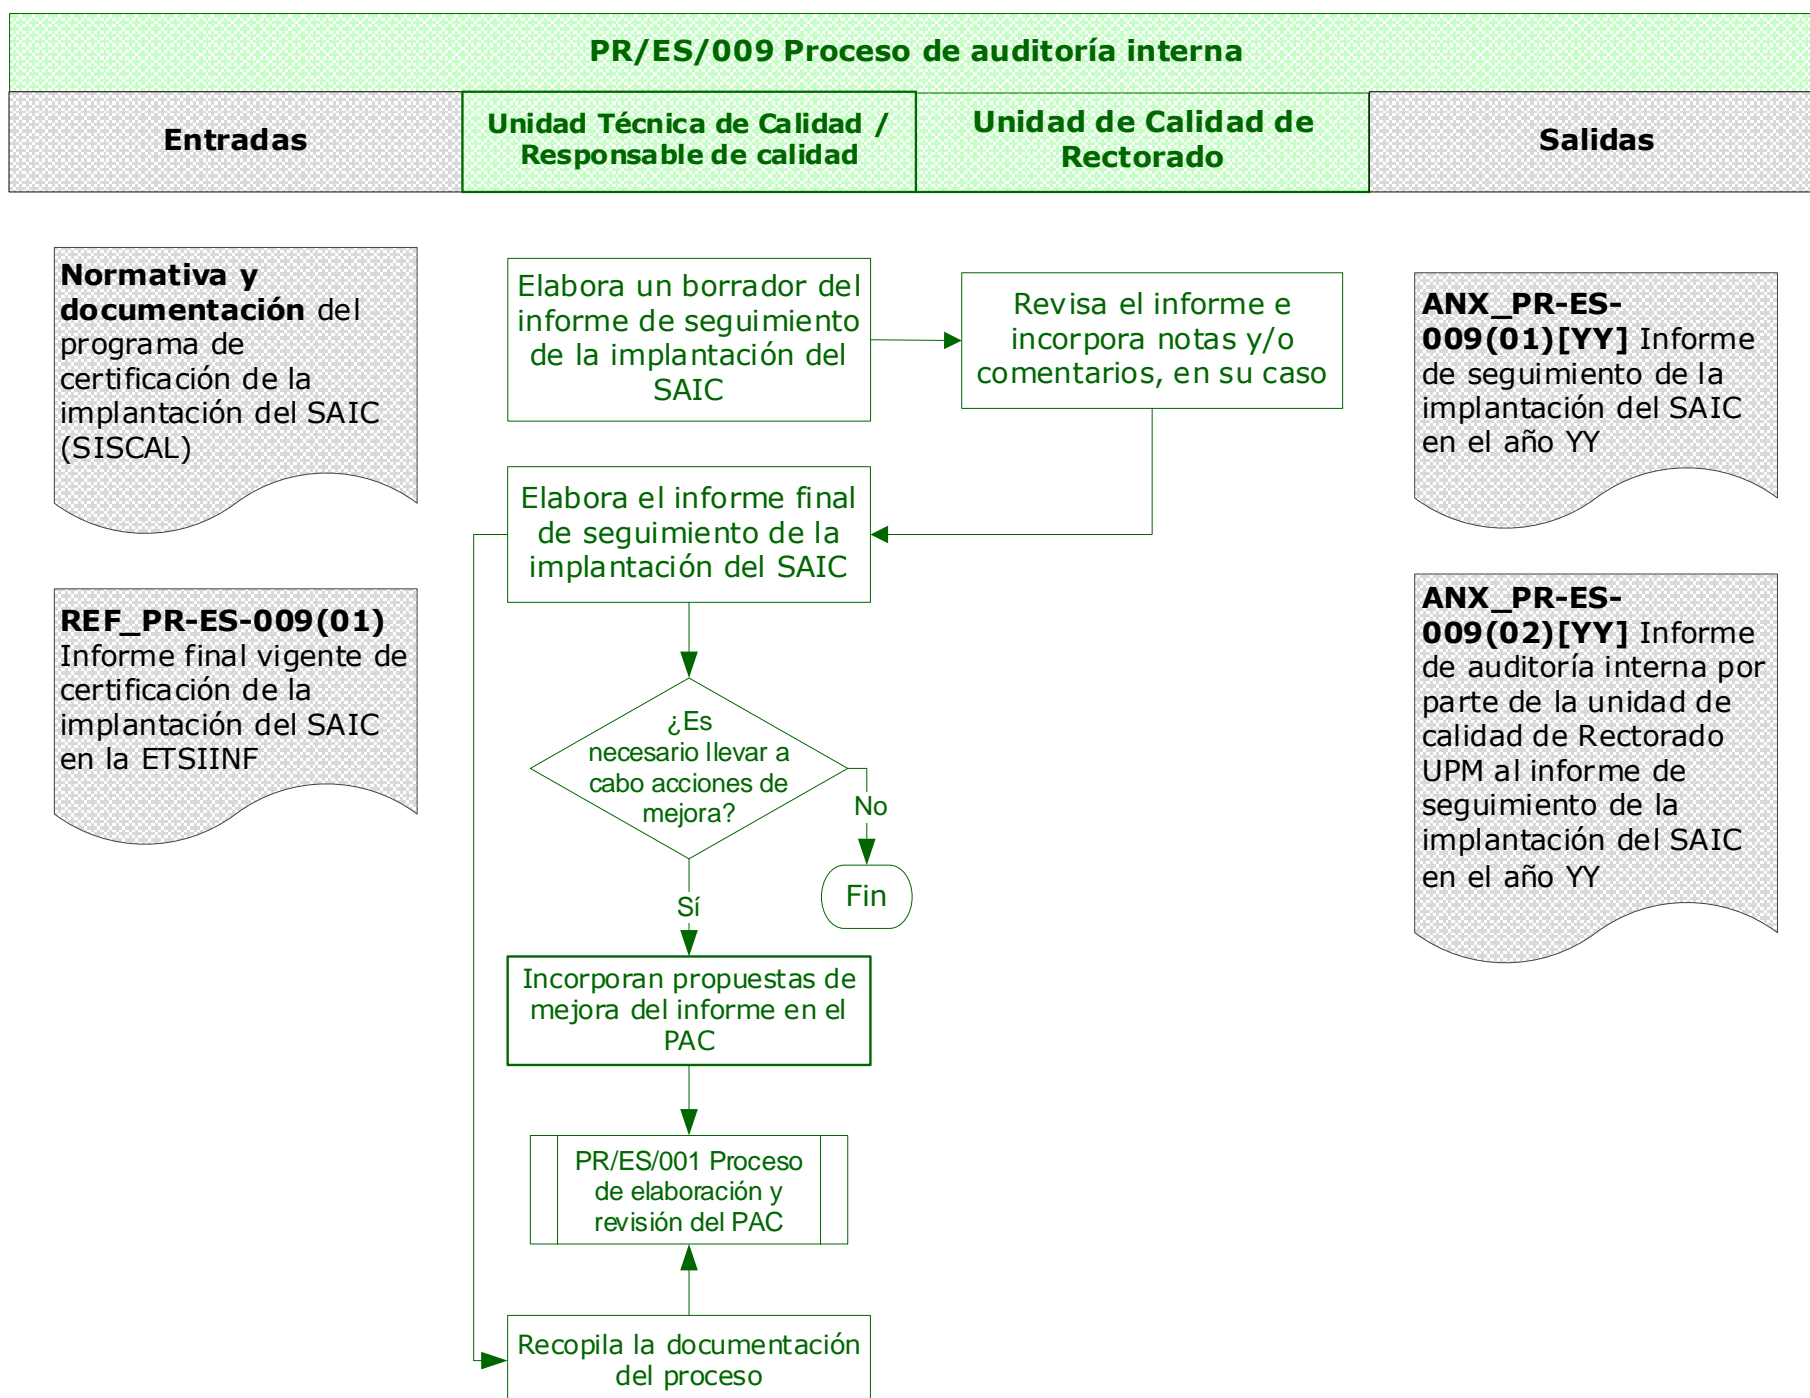 PR/ES/009 Proceso de auditoría interna
Entradas
Unidad Técnica de Calidad /
Responsable de calidad
Unidad de Calidad de
Rectorado
Salidas
Normativa y
documentación del
programa de
certificación de la
implantación del SAIC
(SISCAL)
REF_PR-ES-009(01)
Informe final vigente de
certificación de la
implantación del SAIC
en la ETSIINF
Elabora un borrador del
informe de seguimiento
de la implantación del
SAIC
Revisa el informe e
incorpora notas y/o
comentarios, en su caso
Elabora el informe final
de seguimiento de la
implantación del SAIC
¿Es
necesario llevar a
cabo acciones de
mejora?
No
Fin
Sí
Incorporan propuestas de
mejora del informe en el
PAC
PR/ES/001 Proceso
de elaboración y
revisión del PAC
Recopila la documentación
del proceso
ANX_PR-ES-
009(01)[YY] Informe
de seguimiento de la
implantación del SAIC
en el año YY
ANX_PR-ES-
009(02)[YY] Informe
de auditoría interna por
parte de la unidad de
calidad de Rectorado
UPM al informe de
seguimiento de la
implantación del SAIC
en el año YY